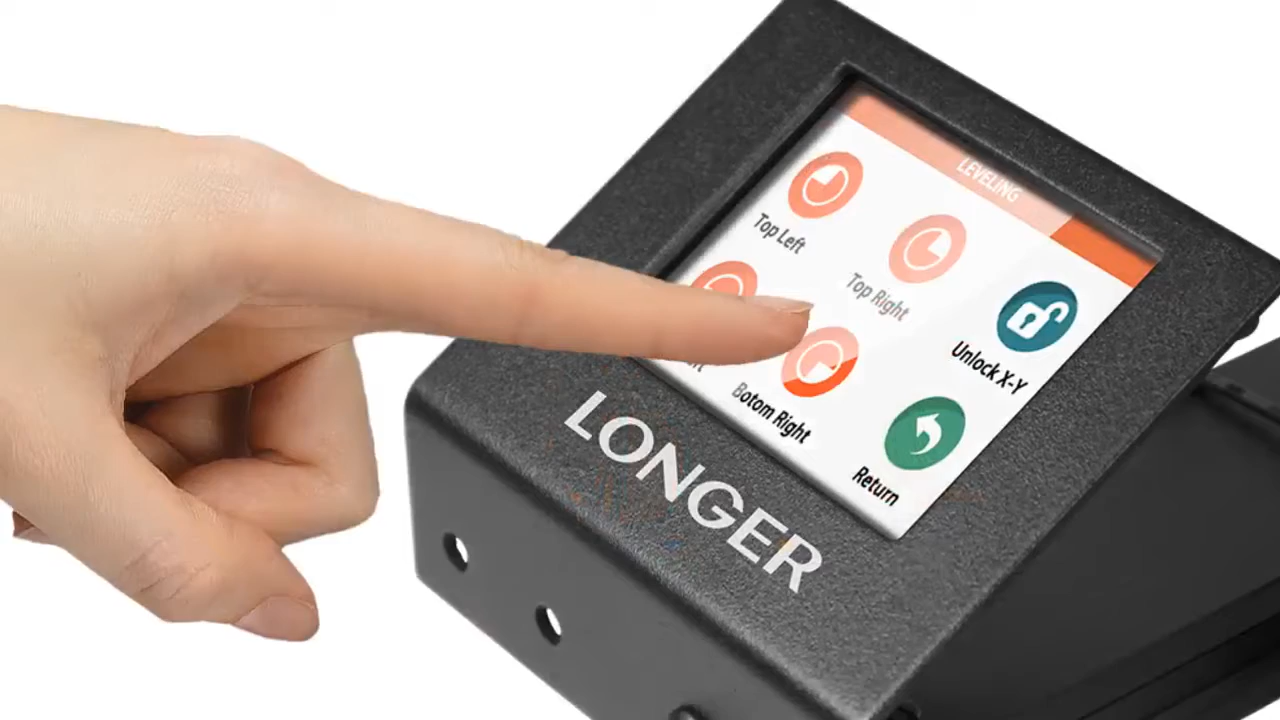 LEVELING
Top Left
Top Right
Unlock X-Y
Botom Right
Return
LONGER